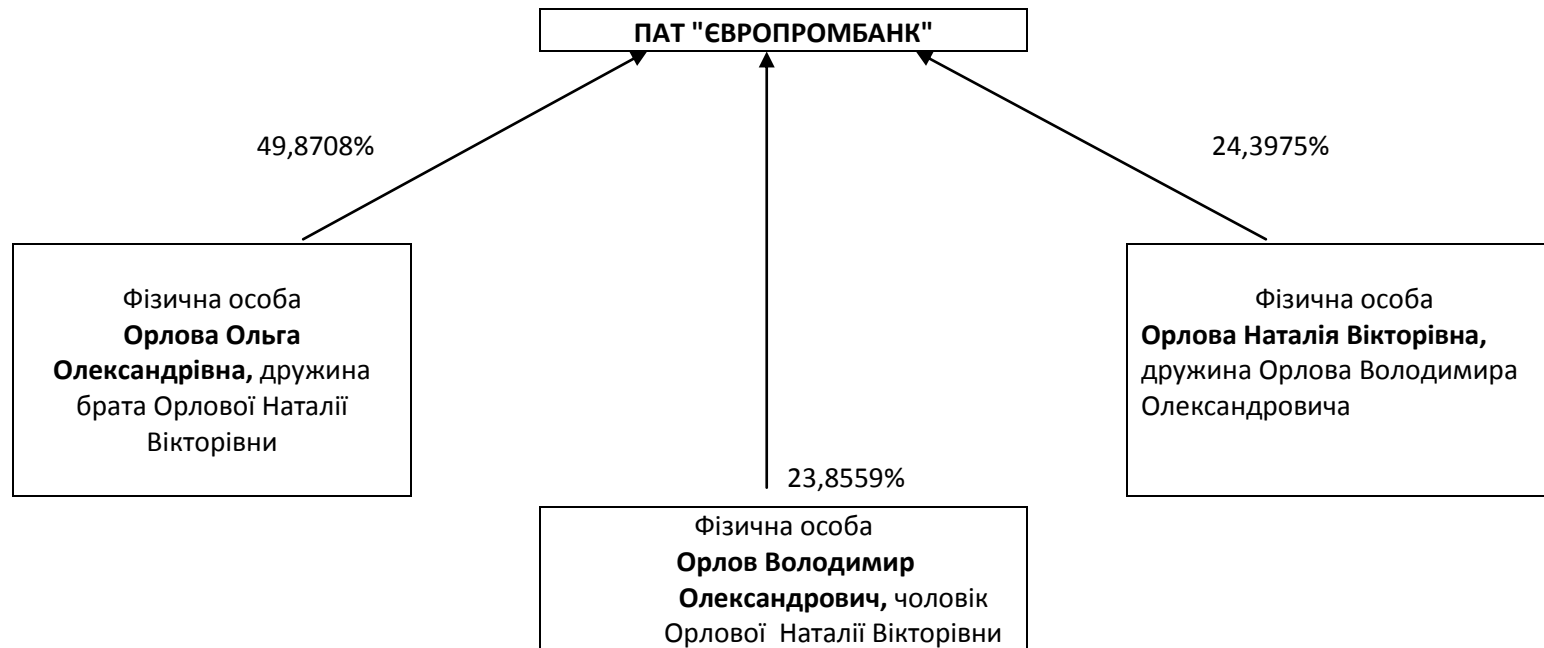 ПАТ "ЄВРОПРОМБАНК"
49,8708%
24,3975%
Фізична особа
Орлова Ольга
Олександрівна, дружина
брата Орлової Наталії
Вікторівни
Фізична особа
Орлова Наталія Вікторівна,
дружина Орлова Володимира
Олександровича
23,8559%
Фізична особа
Орлов Володимир
Олександрович, чоловік
Орлової Наталії Вікторівни